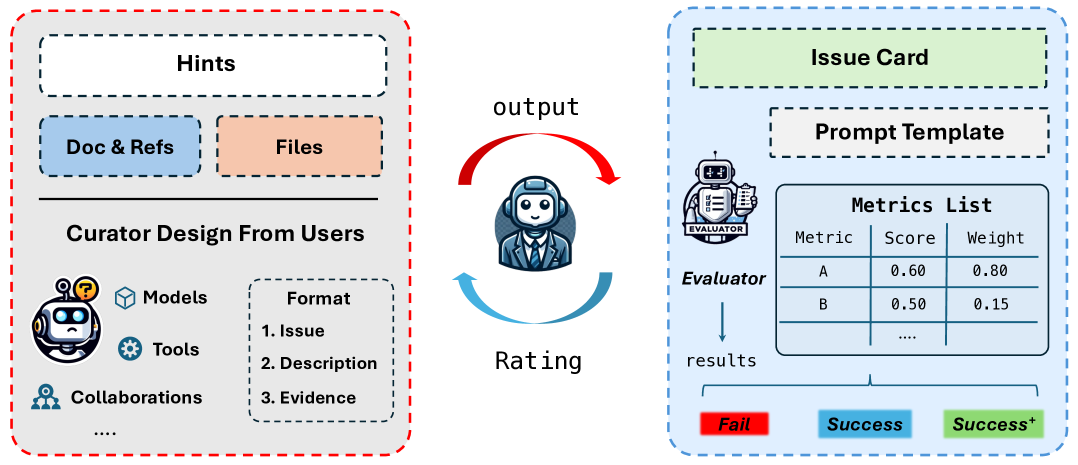 Hints
Doc & Refs
Files
Curator Design From Users
?
Models
Tools
Collaborations
....
Format
1. Issue
2. Description
3. Evidence
output
Rating
Issue Card
Prompt Template
EVALUATOR
Evaluator
results
Metrics List
Metric Score Weight
A 0.60 0.80
B 0.50 0.15
....
Fail
Success
Success⁺